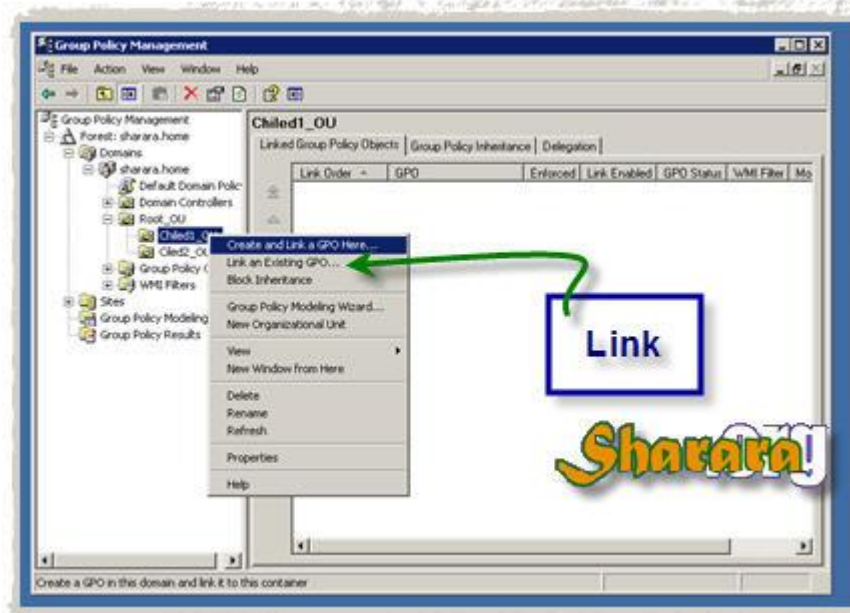 Group Policy Management
File Action View Window Help
Group Policy Management
Forest: sharara.home
Domains
sharara.home
Default Domain Polic
Domain Controllers
Root_OU
Chiled1_OU
Cled2_OU
Group Policy O
WMI Filters
Sites
Group Policy Modeling
Group Policy Results
Chiled1_OU
Linked Group Policy Objects Group Policy Inheritance Delegation
Link Order GPO Enforced Link Enabled GPO Status WMI Filter Mo
Create and Link a GPO Here...
Link an Existing GPO...
Block Inheritance
Group Policy Modeling Wizard...
New Organizational Unit
View
New Window from Here
Delete
Rename
Refresh
Properties
Help
Link
Sharara
Org
Create a GPO in this domain and link it to this container